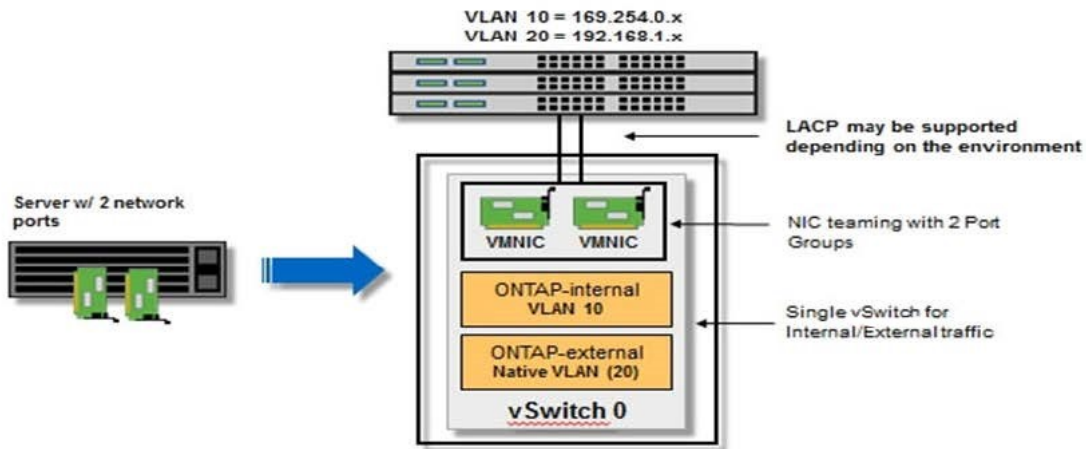 VLAN 10 = 169.254.0.x
VLAN 20 = 192.168.1.x
LACP may be supported
depending on the environment
Server w/ 2 network
ports
VMNIC
VMNIC
NIC teaming with 2 Port
Groups
ONTAP-internal
VLAN 10
Single vSwitch for
Internal/External traffic
ONTAP-external
Native VLAN (20)
vSwitch 0